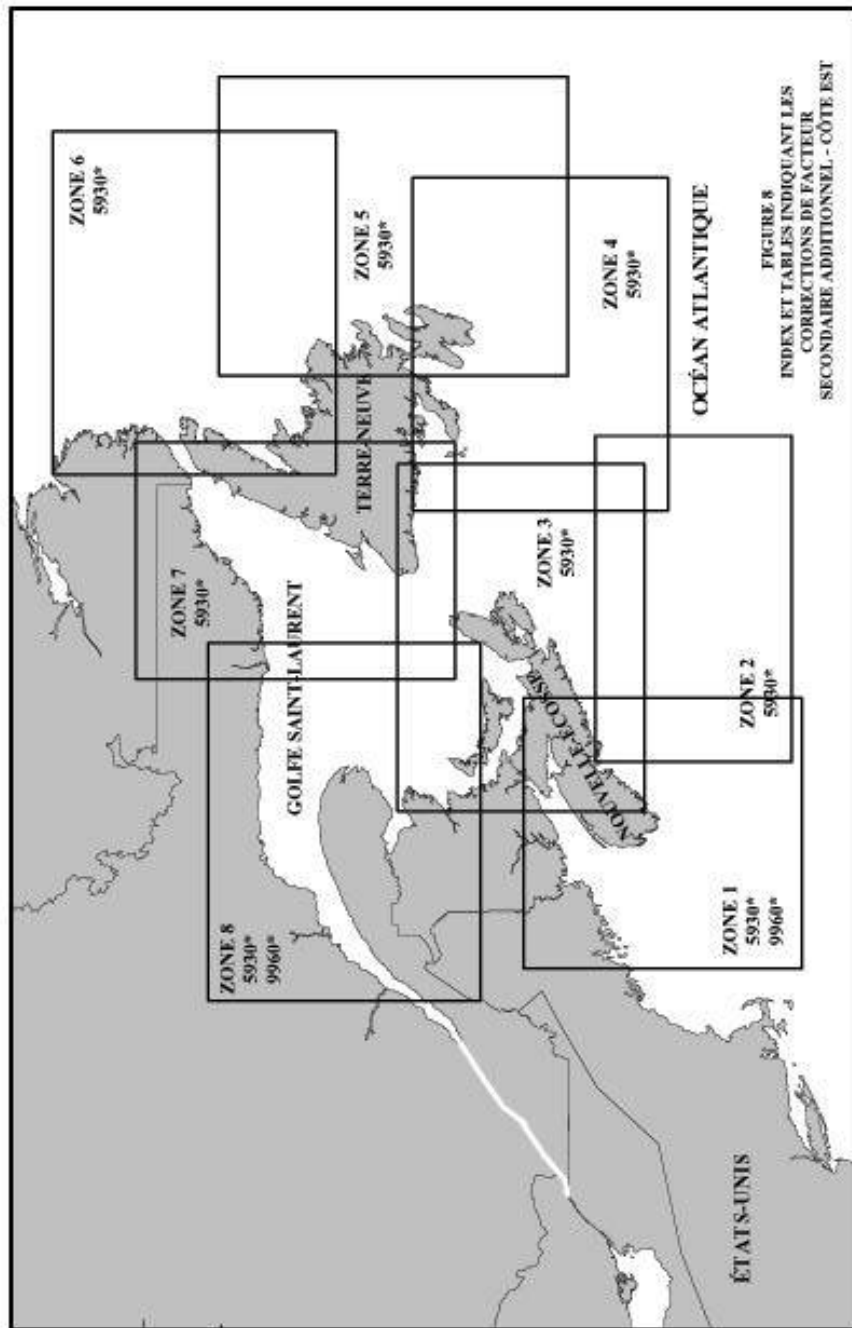 ZONE 6
5930*
ZONE 5
5930*
ZONE 4
5930*
ZONE 7
5930*
TERRE-NEUVE
GOLFE SAINT-LAURENT
ZONE 3
5930*
OCÉAN ATLANTIQUE
ZONE 8
5930*
9960*
NOUVELLE-ECOSSE
ZONE 2
5930*
ZONE 1
5930*
9960*
ÉTATS-UNIS
FIGURE 8
INDEX ET TABLES INDIQUANT LES
CORRECTIONS DE FACTEUR
SECONDAIRE ADDITIONNEL - CÔTE EST